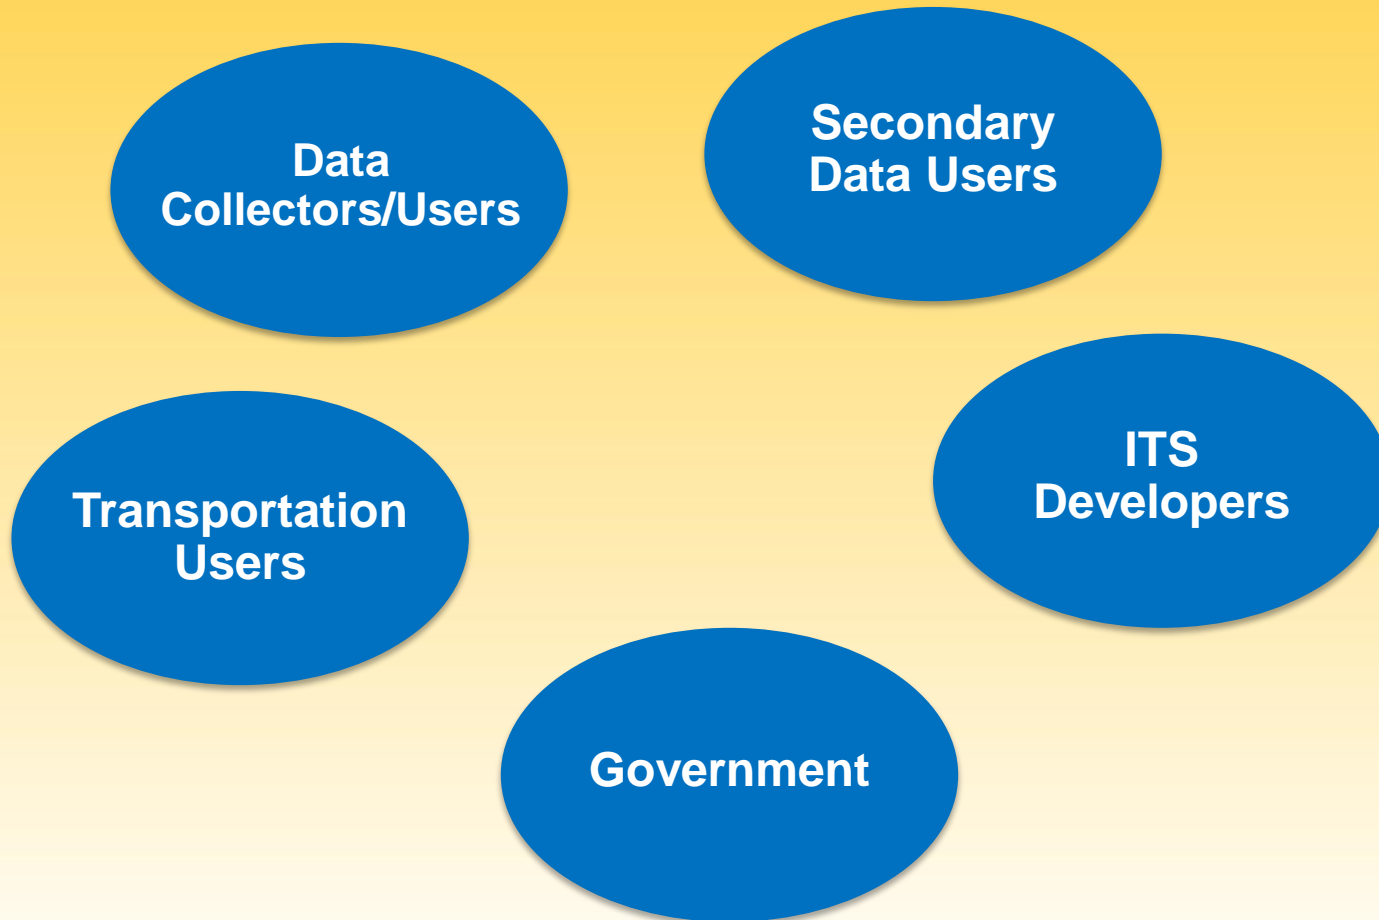 Data
Collectors/Users
Secondary
Data Users
Transportation
Users
ITS
Developers
Government